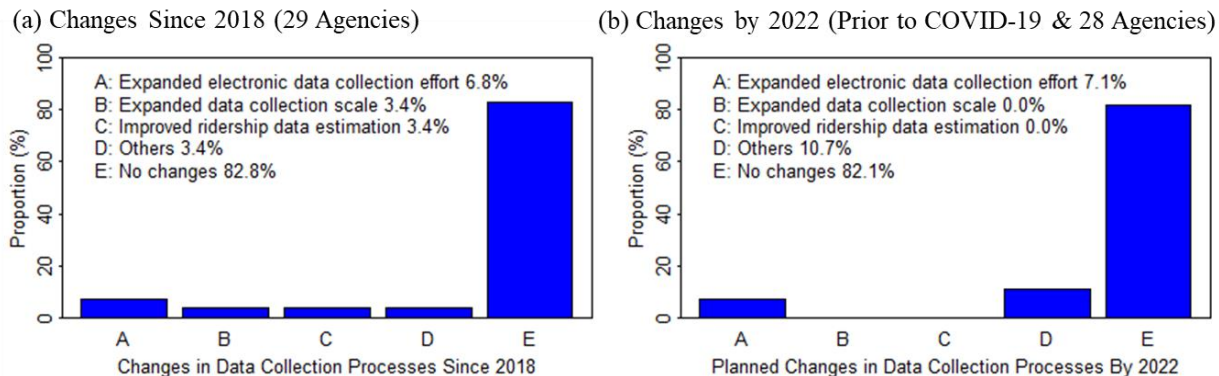 (a) Changes Since 2018 (29 Agencies)
100
80
60
40
20
0
Proportion (%)
A: Expanded electronic data collection effort 6.8%
B: Expanded data collection scale 3.4%
C: Improved ridership data estimation 3.4%
D: Others 3.4%
E: No changes 82.8%
A B C D E
Changes in Data Collection Processes Since 2018
(b) Changes by 2022 (Prior to COVID-19 & 28 Agencies)
100
80
60
40
20
0
Proportion (%)
A: Expanded electronic data collection effort 7.1%
B: Expanded data collection scale 0.0%
C: Improved ridership data estimation 0.0%
D: Others 10.7%
E: No changes 82.1%
A B C D E
Planned Changes in Data Collection Processes By 2022